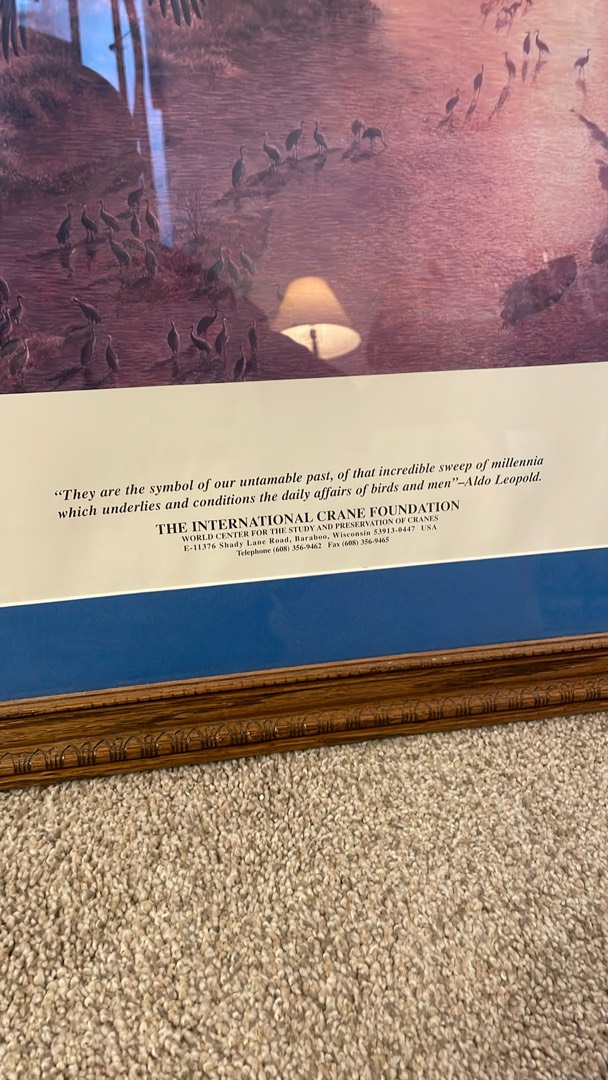 “They are the symbol of our untamable past, of that incredible sweep of millennia
which underlies and conditions the daily affairs of birds and men”–Aldo Leopold.
THE INTERNATIONAL CRANE FOUNDATION
WORLD CENTER FOR THE STUDY AND PRESERVATION OF CRANES
E-11376 Shady Lane Road, Baraboo, Wisconsin 53913-0447 USA
Telephone (608) 356-9462 Fax (608) 356-9465